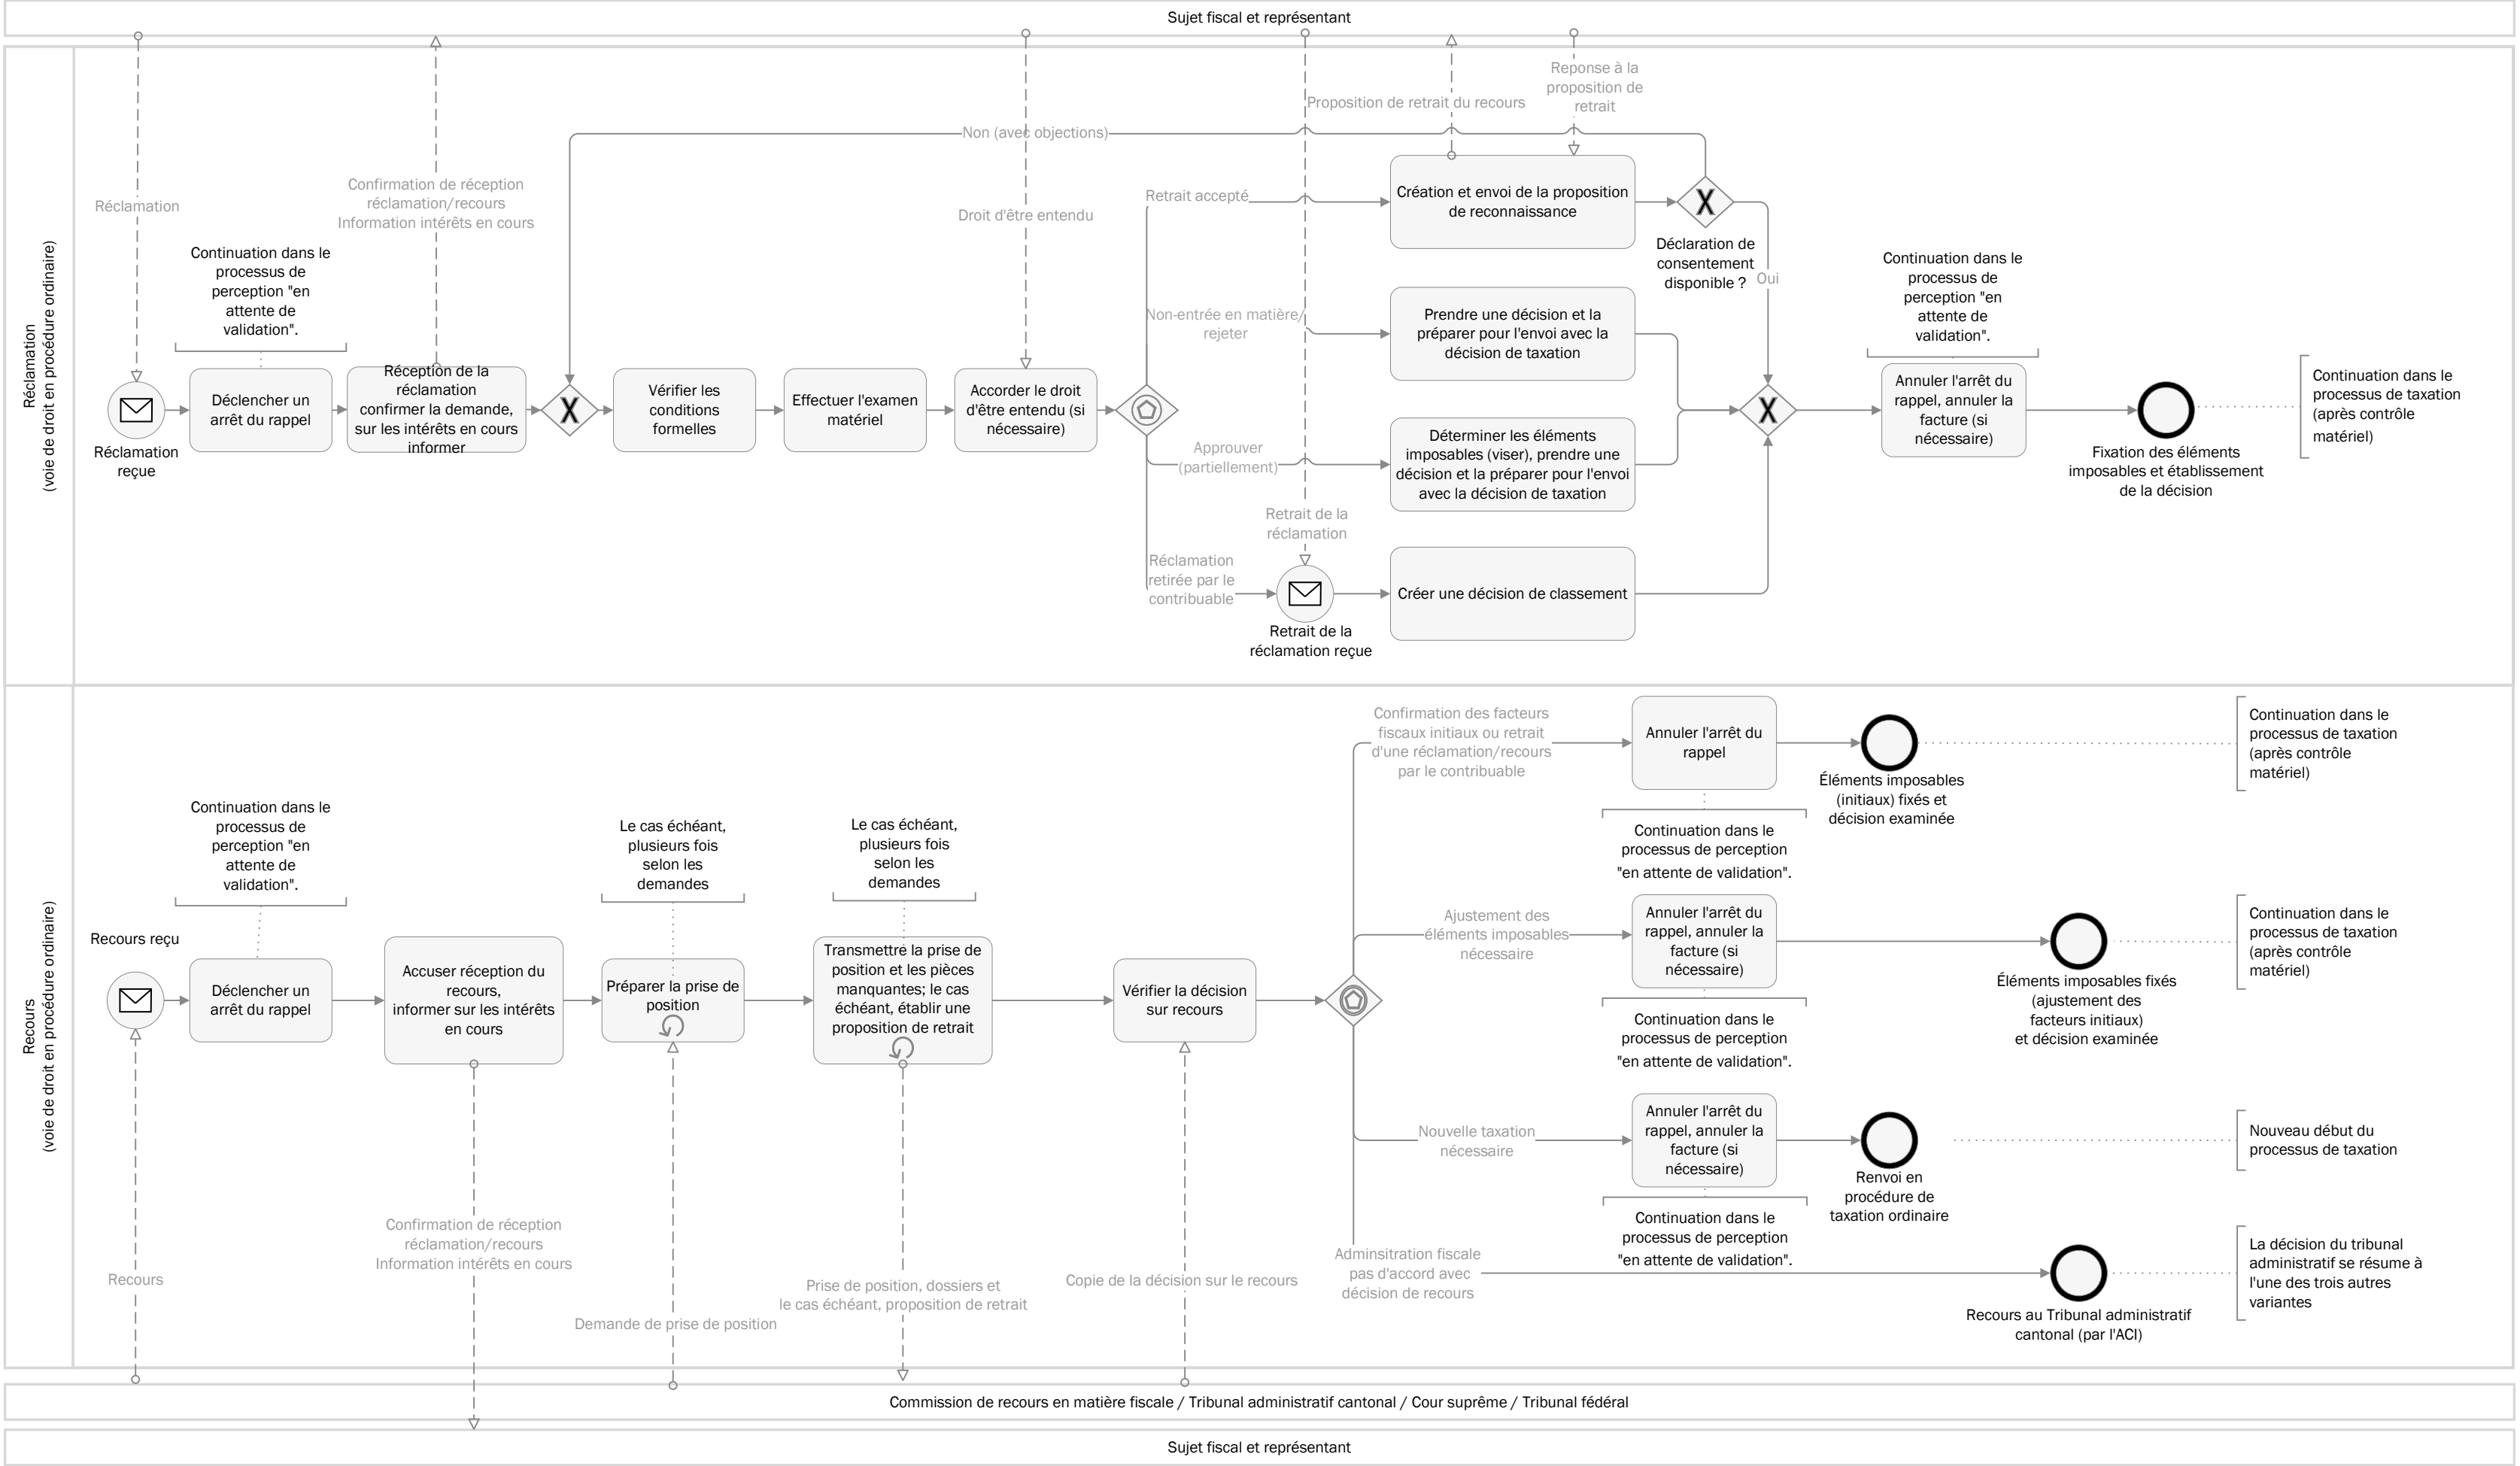 Sujet fiscal et représentant
Réclamation
(voie de droit en procédure ordinaire)
Réclamation
Confirmation de réception
réclamation/recours
Information intérêts en cours
Non (avec objections)
Droit d'être entendu
Proposition de retrait du recours
Reponse à la
proposition de
retrait
Continuation dans le
processus de
perception "en
attente de
validation".
Réclamation
reçue
Déclencher un
arrêt du rappel
Réception de la
réclamation
confirmer la demande,
sur les intérêts en cours
informer
Vérifier les
conditions
formelles
Effectuer l'examen
matériel
Accorder le droit
d'être entendu (si
nécessaire)
Retrait accepté
Création et envoi de la proposition
de reconnaissance
Déclaration de
consentement
disponible ?
Oui
Non-entrée en matière/
rejeter
Prendre une décision et la
préparer pour l'envoi avec la
décision de taxation
Approuver
(partiellement)
Déterminer les éléments
imposables (viser), prendre une
décision et la préparer pour l'envoi
avec la décision de taxation
Retrait de la
réclamation
Réclamation
retirée par le
contribuable
Retrait de la
réclamation reçue
Créer une décision de classement
Continuation dans le
processus de
perception "en
attente de
validation".
Annuler l'arrêt du
rappel, annuler la
facture (si
nécessaire)
Fixation des éléments
imposables et établissement
de la décision
Continuation dans le
processus de taxation
(après contrôle
matériel)
Recours
(voie de droit en procédure ordinaire)
Continuation dans le
processus de
perception "en
attente de
validation".
Recours reçu
Déclencher un
arrêt du rappel
Accuser réception du
recours,
informer sur les intérêts
en cours
Le cas échéant,
plusieurs fois
selon les
demandes
Préparer la prise de
position
Le cas échéant,
plusieurs fois
selon les
demandes
Transmettre la prise de
position et les pièces
manquantes; le cas
échéant, établir une
proposition de retrait
Vérifier la décision
sur recours
Confirmation des facteurs
fiscaux initiaux ou retrait
d'une réclamation/recours
par le contribuable
Annuler l'arrêt du
rappel
Continuation dans le
processus de perception
"en attente de validation".
Éléments imposables
(initiaux) fixés et
décision examinée
Continuation dans le
processus de taxation
(après contrôle
matériel)
Ajustement des
éléments imposables
nécessaire
Annuler l'arrêt du
rappel, annuler la
facture (si
nécessaire)
Continuation dans le
processus de perception
"en attente de validation".
Éléments imposables fixés
(ajustement des
facteurs initiaux)
et décision examinée
Continuation dans le
processus de taxation
(après contrôle
matériel)
Nouvelle taxation
nécessaire
Annuler l'arrêt du
rappel, annuler la
facture (si
nécessaire)
Continuation dans le
processus de perception
"en attente de validation".
Renvoi en
procédure de
taxation ordinaire
Nouveau début du
processus de taxation
Adminsitration fiscale
pas d'accord avec
décision de recours
Recours au Tribunal administratif
cantonal (par l'ACI)
La décision du tribunal
administratif se résume à
l'une des trois autres
variantes
Recours
Confirmation de réception
réclamation/recours
Information intérêts en cours
Demande de prise de position
Prise de position, dossiers et
le cas échéant, proposition de retrait
Copie de la décision sur le recours
Commission de recours en matière fiscale / Tribunal administratif cantonal / Cour suprême / Tribunal fédéral
Sujet fiscal et représentant